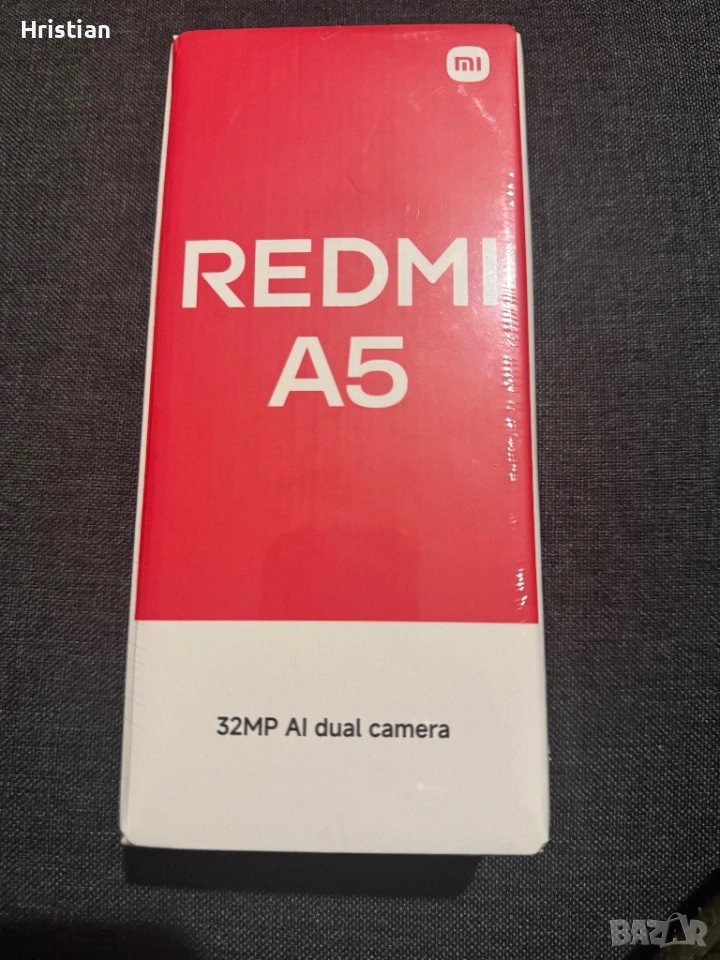 Hristian
mi
REDMI
A5
32MP AI dual camera
BAZAR